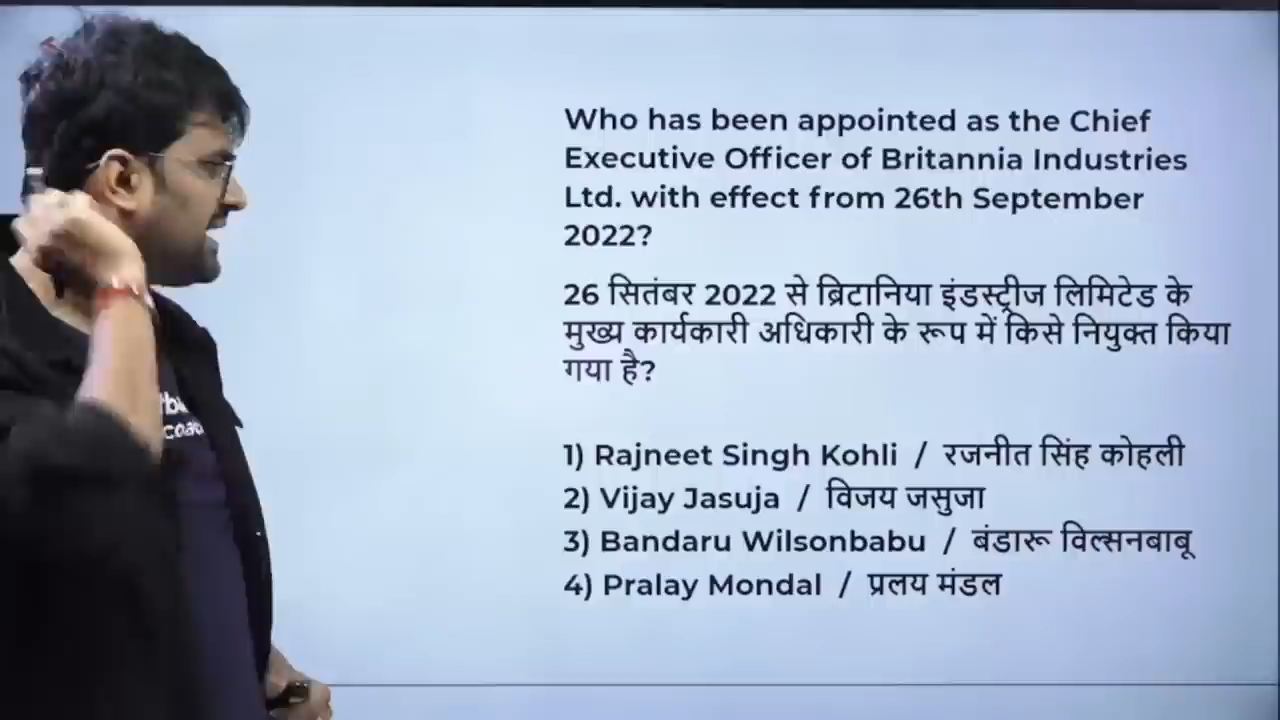 Who has been appointed as the Chief
Executive Officer of Britannia Industries
Ltd. with effect from 26th September
2022?
26 सितंबर 2022 से ब्रिटानिया इंडस्ट्रीज लिमिटेड के
मुख्य कार्यकारी अधिकारी के रूप में किसे नियुक्त किया
गया है?
1) Rajneet Singh Kohli / रजनीत सिंह कोहली
2) Vijay Jasuja / विजय जसुजा
3) Bandaru Wilsonbabu / बंडारू विल्सनबाबू
4) Pralay Mondal / प्रलय मंडल